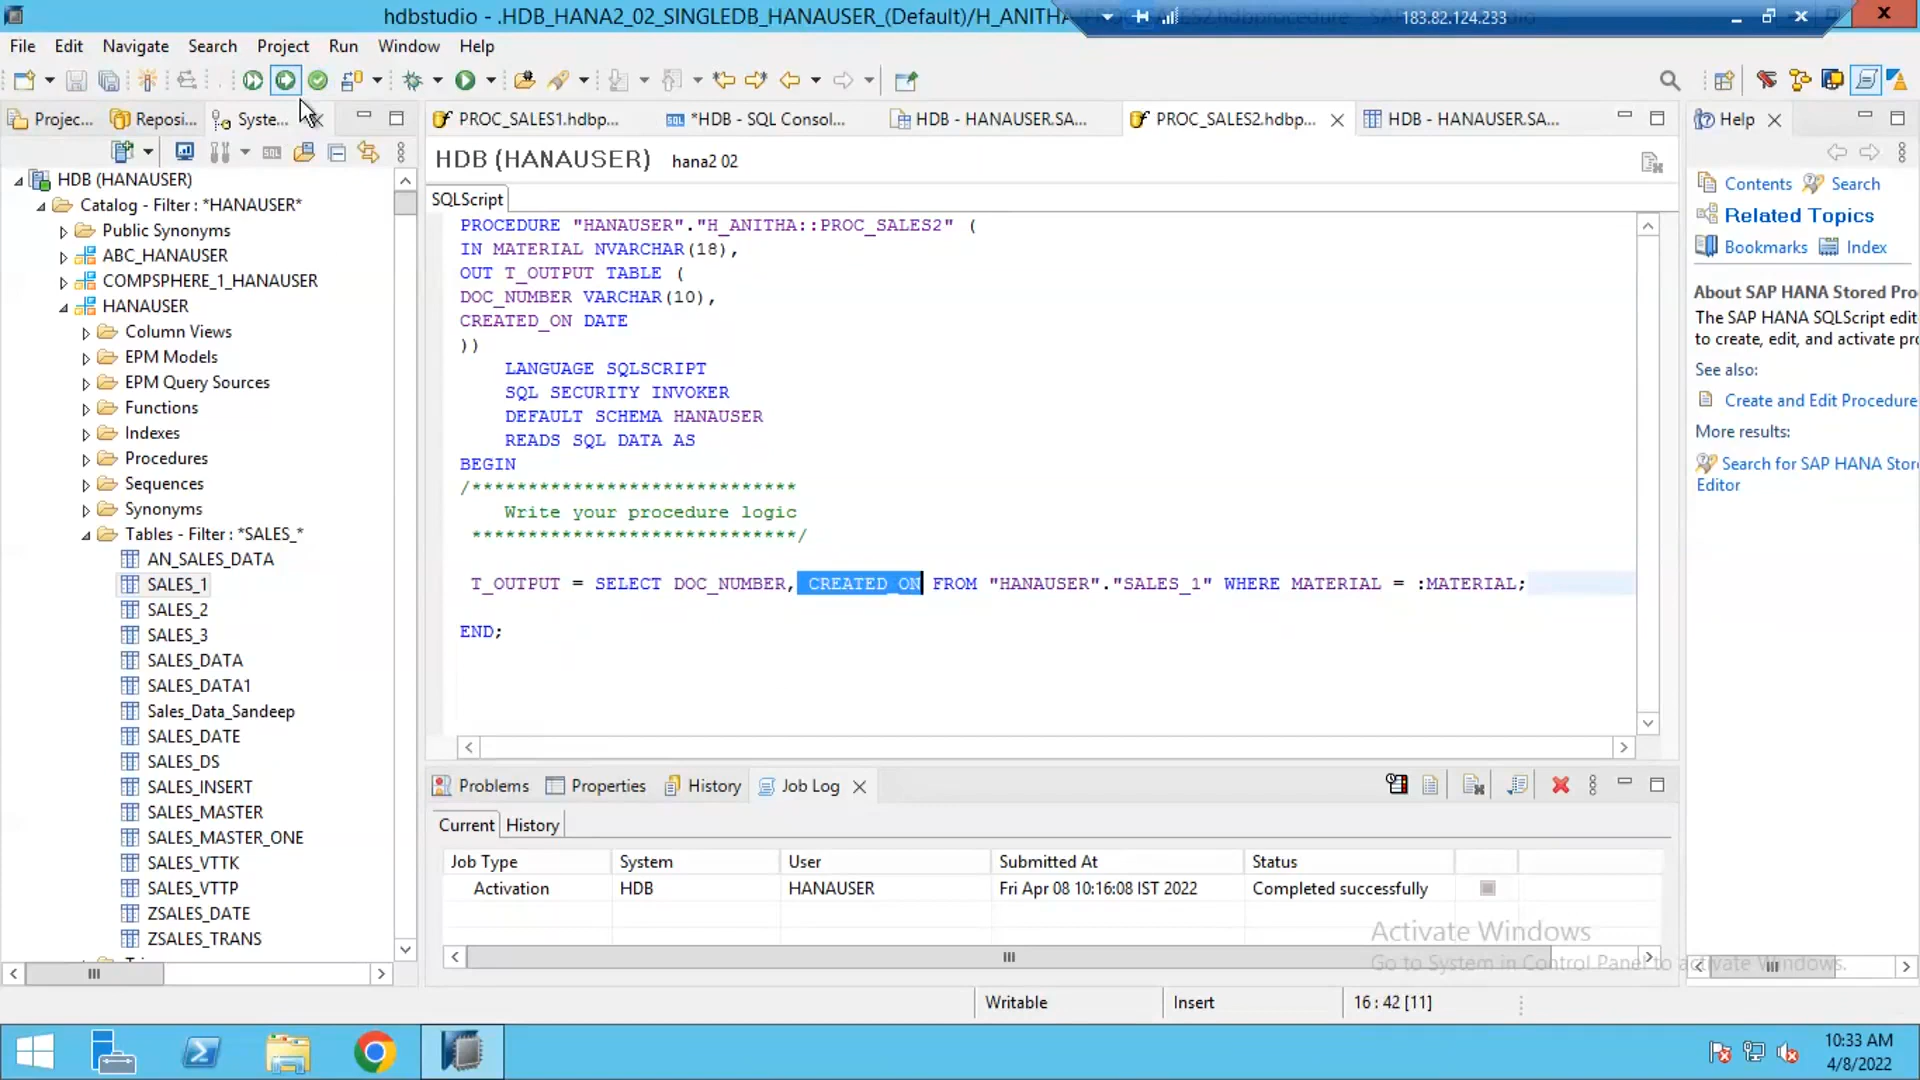 hdbstudio - .HDB_HANA2_02_SINGLEDB_HANAUSER_(Default)/H_ANITHA
183.82.124.233
File Edit Navigate Search Project Run Window Help
Projec... Reposi... Syste...
PROC_SALES1.hdbp... *HDB - SQL Consol... HDB - HANAUSER.SA... PROC_SALES2.hdbp... HDB - HANAUSER.SA...
Help
HDB (HANAUSER) hana2 02
SQLScript
HDB (HANAUSER)
Catalog - Filter : *HANAUSER*
Public Synonyms
ABC_HANAUSER
COMPSPHERE_1_HANAUSER
HANAUSER
Column Views
EPM Models
EPM Query Sources
Functions
Indexes
Procedures
Sequences
Synonyms
Tables - Filter : *SALES_*
AN_SALES_DATA
SALES_1
SALES_2
SALES_3
SALES_DATA
SALES_DATA1
Sales_Data_Sandeep
SALES_DATE
SALES_DS
SALES_INSERT
SALES_MASTER
SALES_MASTER_ONE
SALES_VTTK
SALES_VTTP
ZSALES_DATE
ZSALES_TRANS
PROCEDURE "HANAUSER"."H_ANITHA::PROC_SALES2" (
IN MATERIAL NVARCHAR(18),
OUT T_OUTPUT TABLE (
DOC_NUMBER VARCHAR(10),
CREATED_ON DATE
))
LANGUAGE SQLSCRIPT
SQL SECURITY INVOKER
DEFAULT SCHEMA HANAUSER
READS SQL DATA AS
BEGIN
/*****************************
Write your procedure logic
*****************************/
T_OUTPUT = SELECT DOC_NUMBER, CREATED_ON FROM "HANAUSER"."SALES_1" WHERE MATERIAL = :MATERIAL;
END;
Contents Search
Related Topics
Bookmarks Index
About SAP HANA Stored Pro
The SAP HANA SQLScript edit
to create, edit, and activate pro
See also:
Create and Edit Procedure
More results:
Search for SAP HANA Stor
Editor
Problems Properties History Job Log
Current History
Job Type System User Submitted At Status
Activation HDB HANAUSER Fri Apr 08 10:16:08 IST 2022 Completed successfully
Activate Windows
Go to System in Control Panel to activate Windows.
Writable Insert 16 : 42 [11]
10:33 AM
4/8/2022